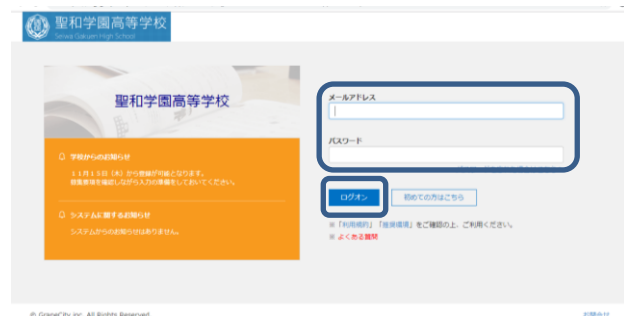 聖和学園高等学校
Seiwa Gakuen High School
聖和学園高等学校
学校からのお知らせ
11月15日（水）から登録が可能となります。
募集要項を確認しながら入力の準備をしておいてください。
システムに関するお知らせ
システムからのお知らせはありません。
メールアドレス
パスワード
ログオン
初めての方はこちら
※「利用規約」「推奨環境」をご確認の上、ご利用ください。
※ よくある質問
© GrapeCity inc. All Rights Reserved.
お問合せ